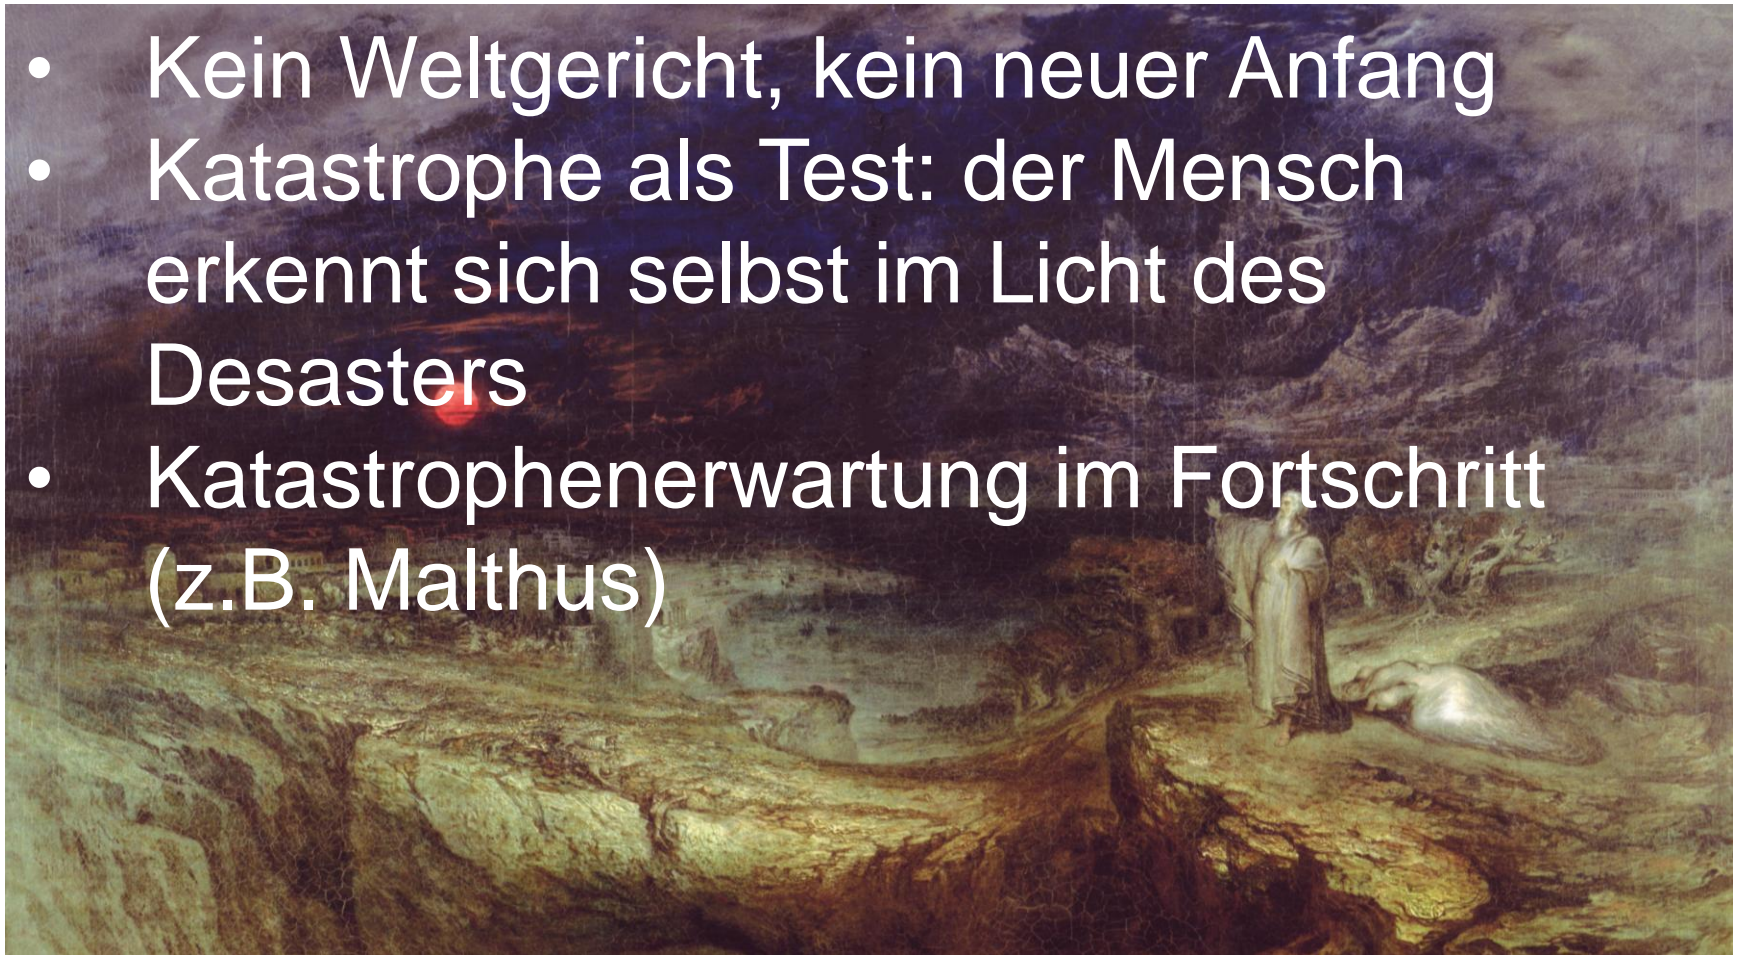 • Kein Weltgericht, kein neuer Anfang
• Katastrophe als Test: der Mensch
erkennt sich selbst im Licht des
Desasters
• Katastrophenerwartung im Fortschritt
(z.B. Malthus)